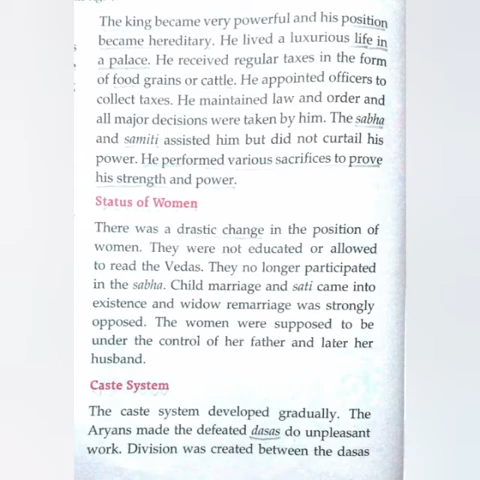 The king became very powerful and his position
became hereditary. He lived a luxurious life in
a palace. He received regular taxes in the form
of food grains or cattle. He appointed officers to
collect taxes. He maintained law and order and
all major decisions were taken by him. The sabha
and samiti assisted him but did not curtail his
power. He performed various sacrifices to prove
his strength and power.
Status of Women
There was a drastic change in the position of
women. They were not educated or allowed
to read the Vedas. They no longer participated
in the sabha. Child marriage and sati came into
existence and widow remarriage was strongly
opposed. The women were supposed to be
under the control of her father and later her
husband.
Caste System
The caste system developed gradually. The
Aryans made the defeated dasas do unpleasant
work. Division was created between the dasas